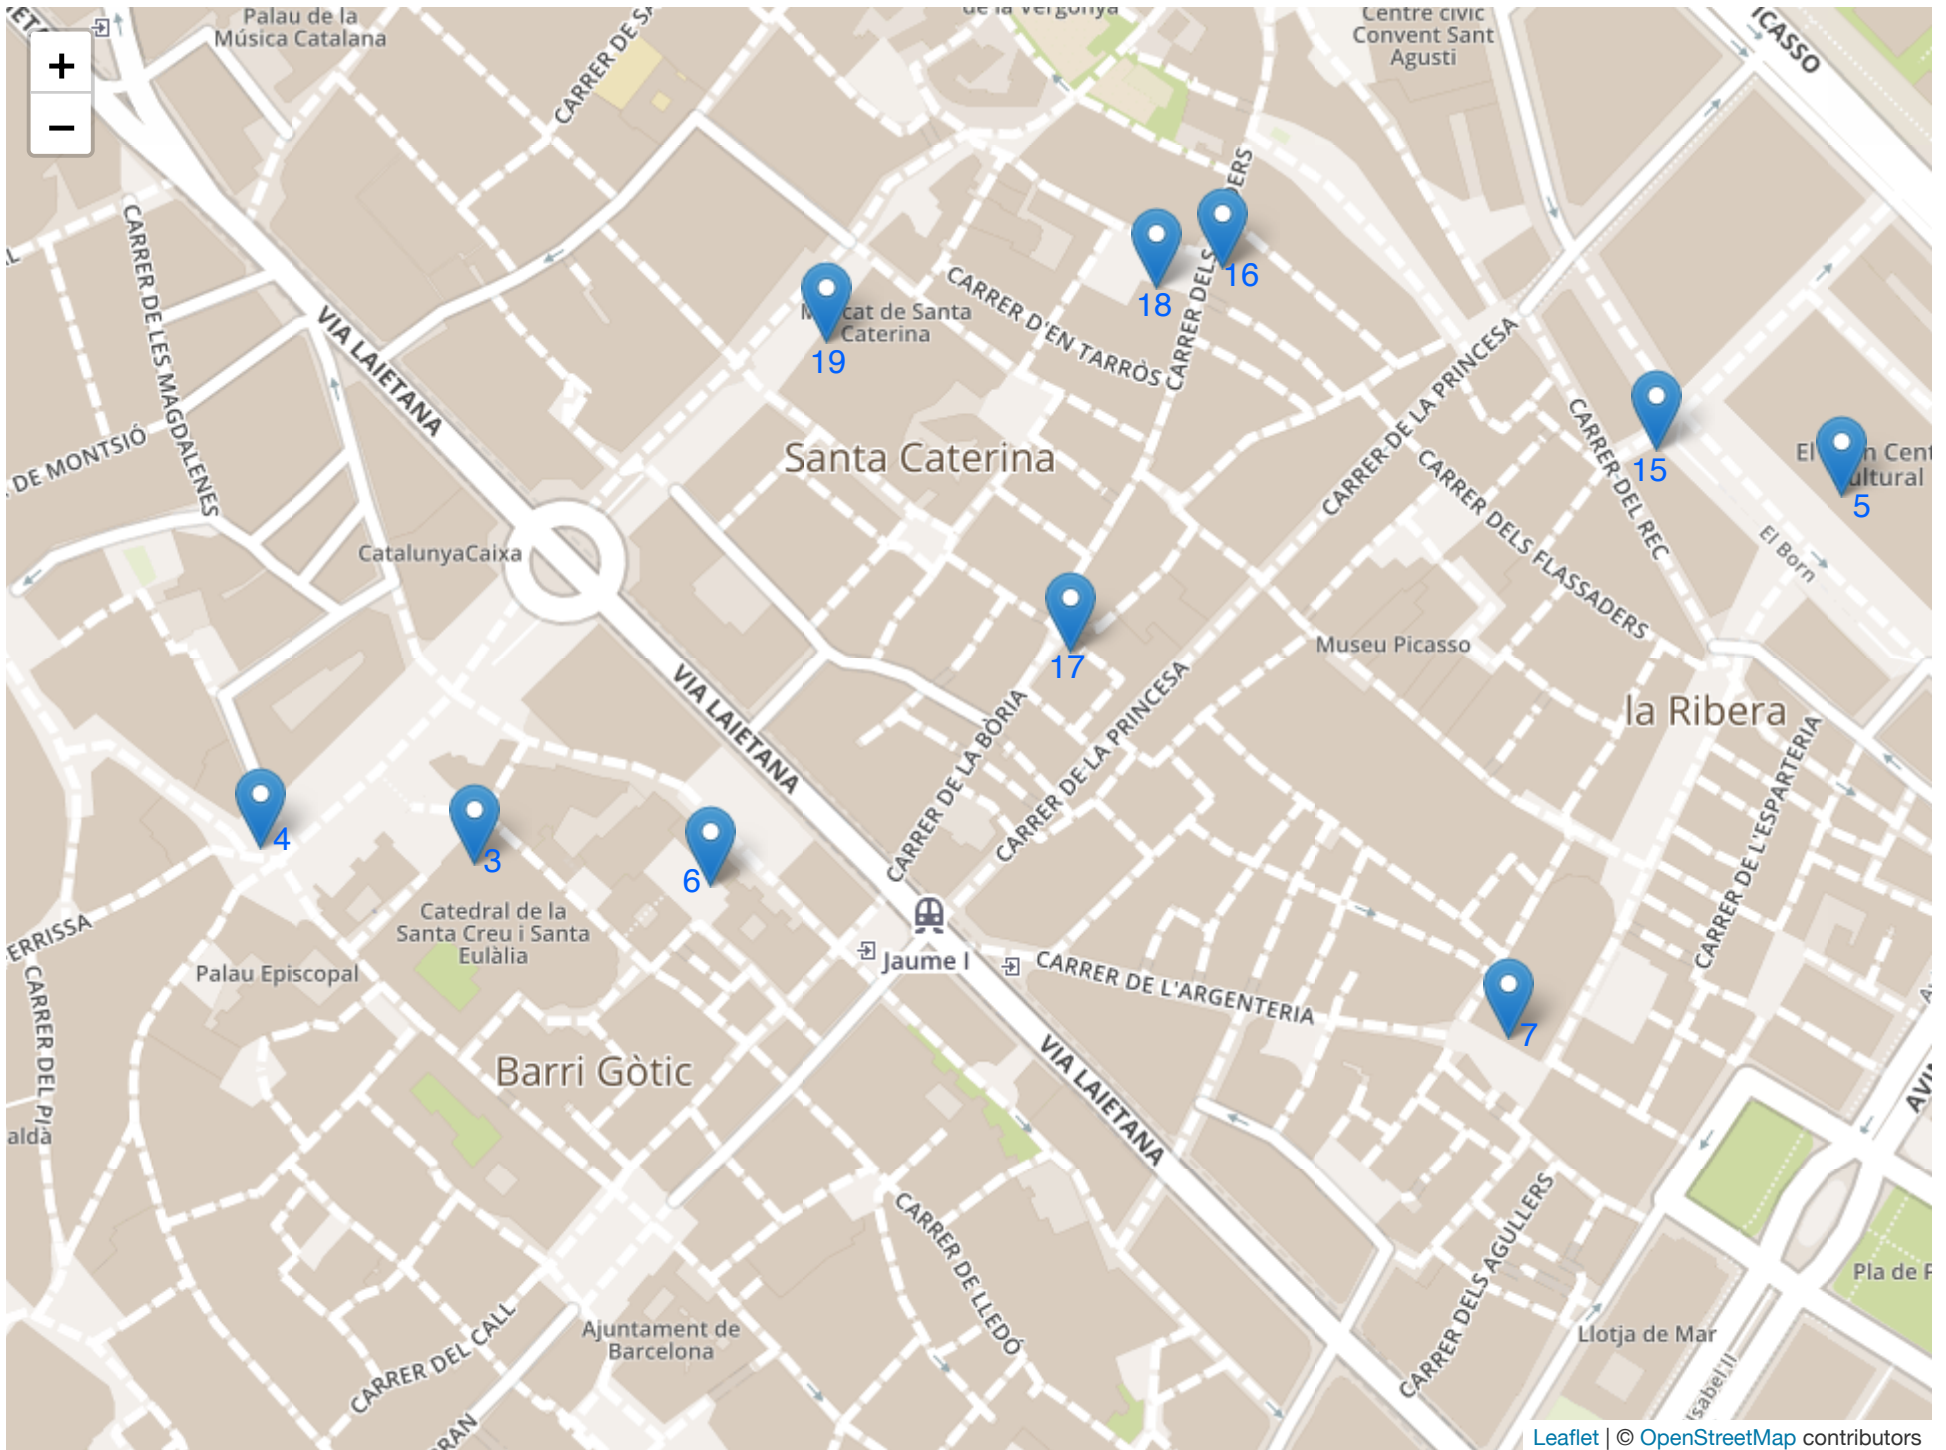 Palau de la
Música Catalana
de la Vergonya
Centre cívic
Convent Sant
Agustí
+
−
CARRER DE LES MAGDALENES
VIA LAIETANA
DE MONTSIÓ
CatalunyaCaixa
Mercat de Santa
Caterina
19
CARRER D'EN TARRÒS
18
16
CARRER DELS
Santa Caterina
CARRER DE LA PRINCESA
CARRER DEL REC
15
5
El Born
CARRER DELS FLASSADERS
Museu Picasso
la Ribera
17
VIA LAIETANA
CARRER DE LA BÒRIA
CARRER DE LA PRINCESA
CARRER DE L'ESPARTERIA
4
3
6
Catedral de la
Santa Creu i Santa
Eulàlia
Palau Episcopal
CARRER DEL PI
Jaume I
CARRER DE L'ARGENTERIA
7
Barri Gòtic
VIA LAIETANA
CARRER DE LLEDÓ
CARRER DELS AGULLERS
CARRER DEL CALL
Ajuntament de
Barcelona
Llotja de Mar
Pla de P
Isabel II
Leaflet | © OpenStreetMap contributors